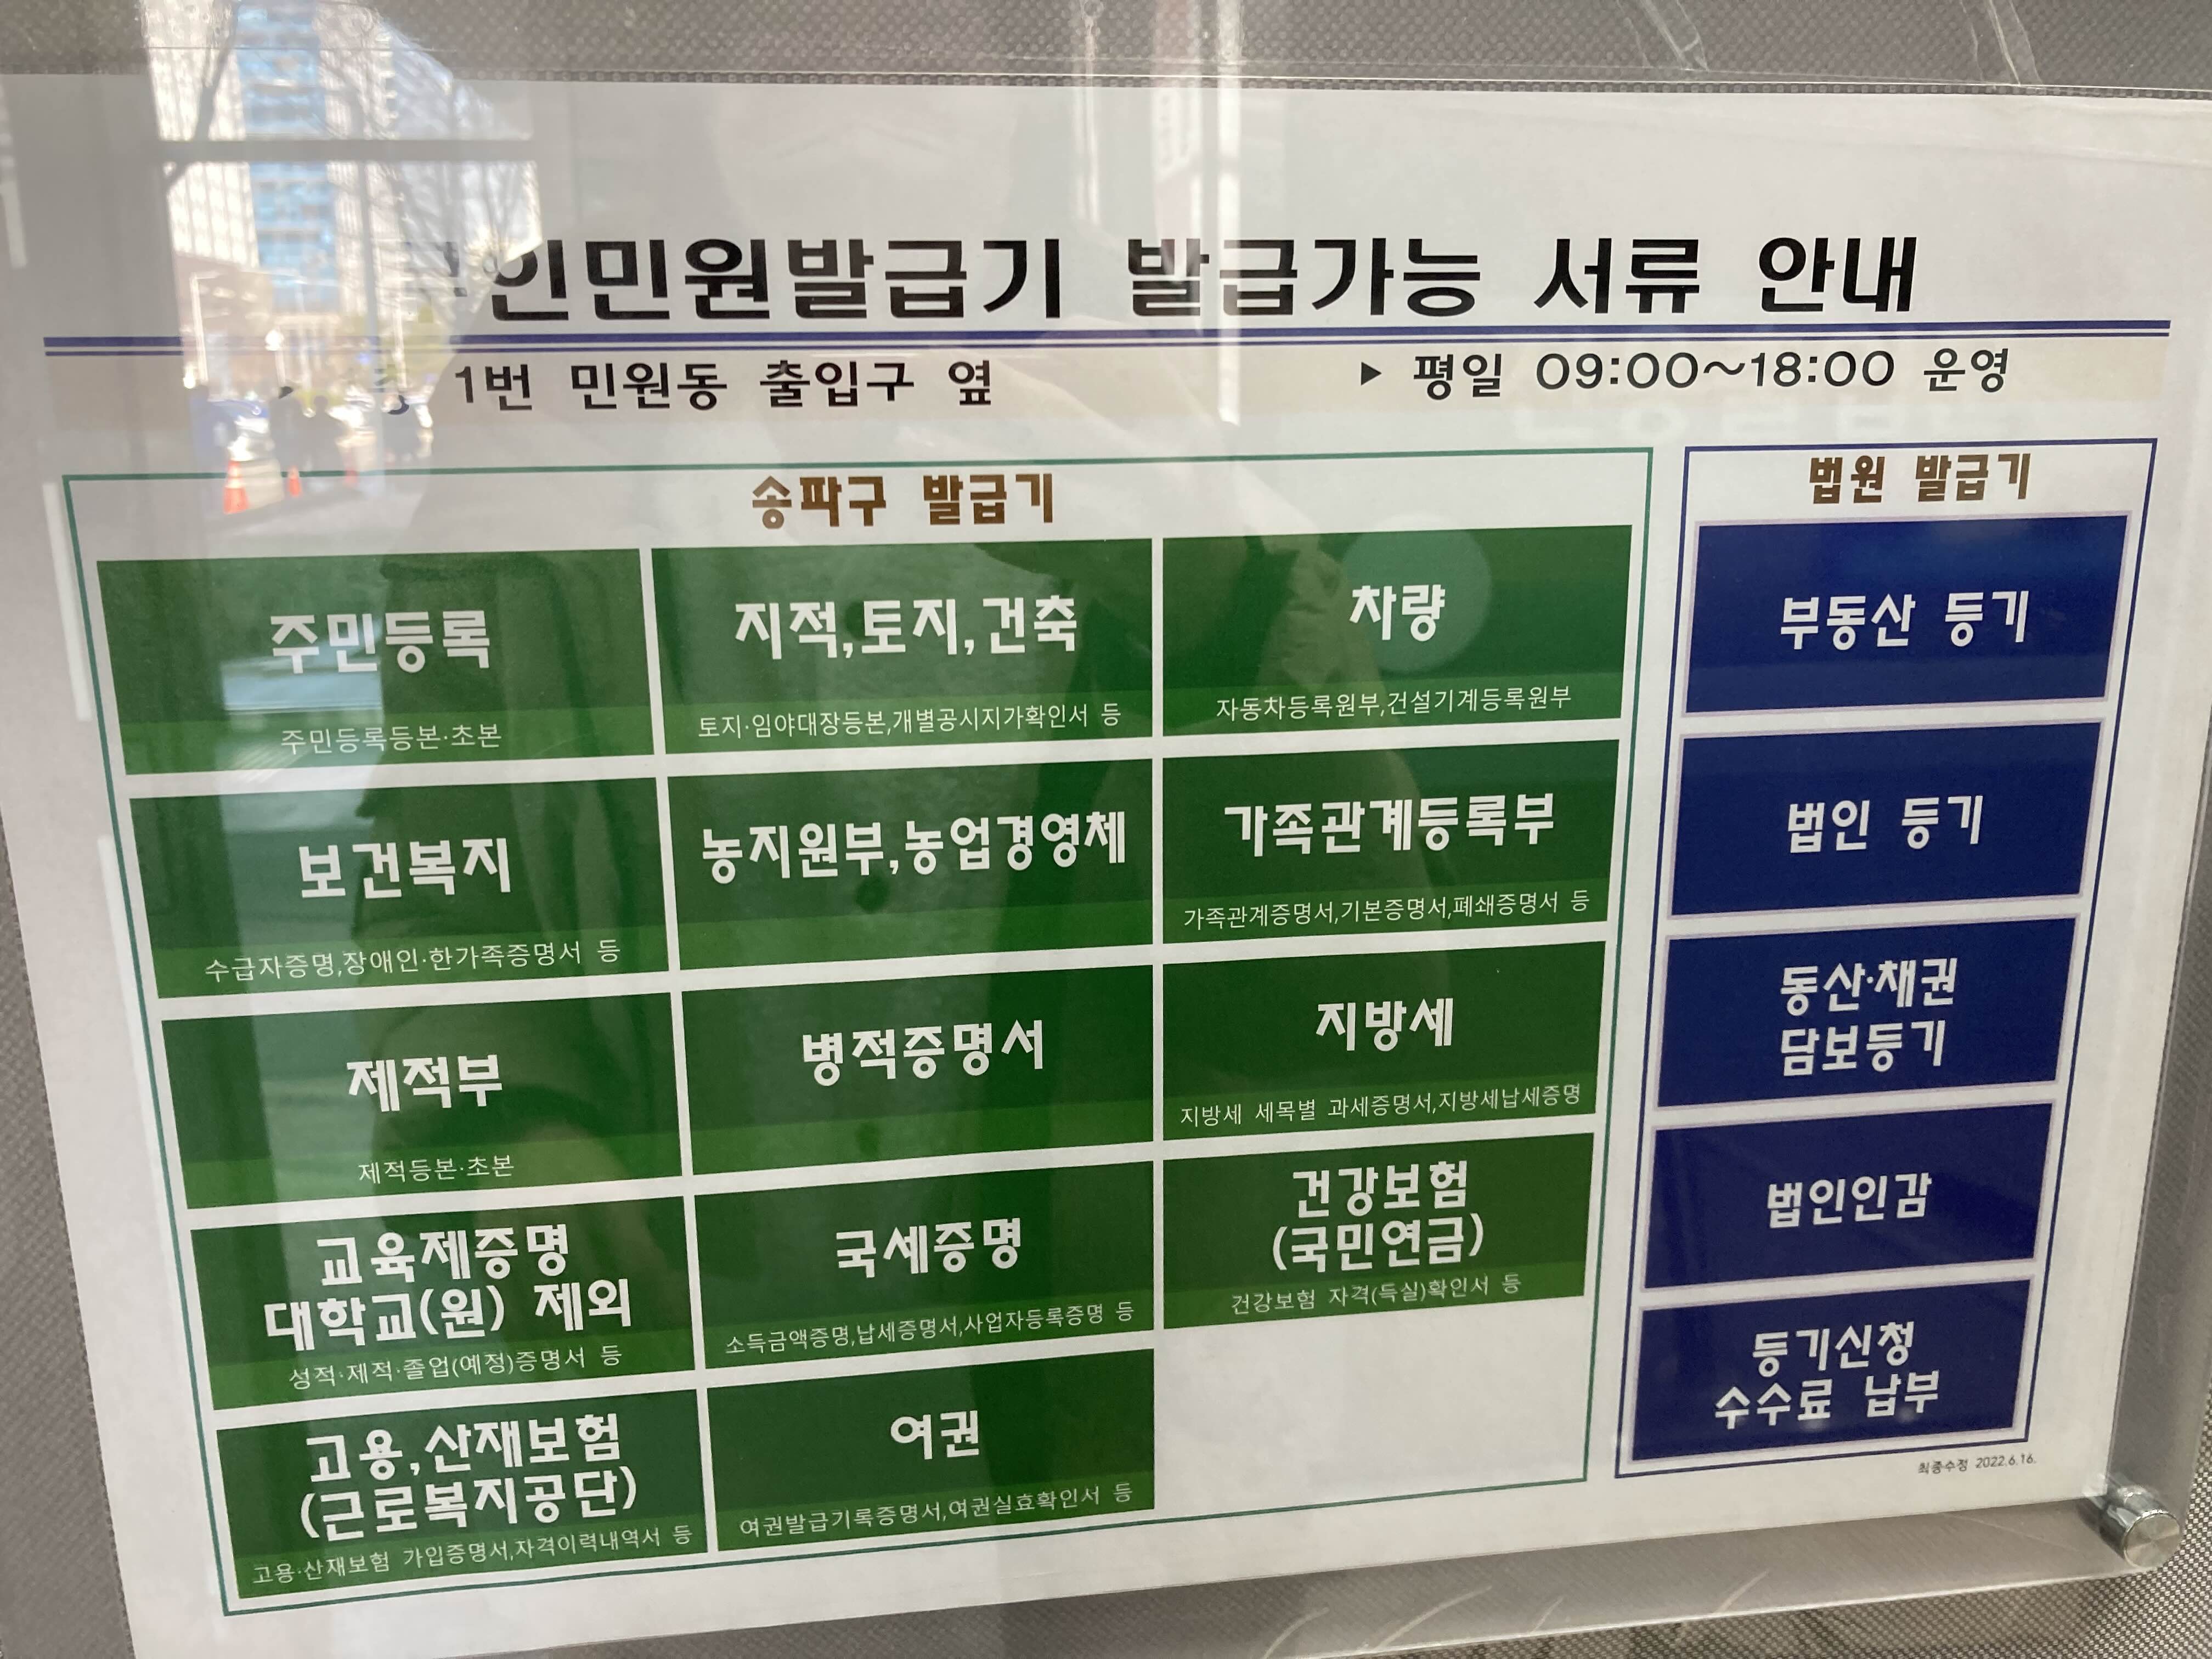 무인민원발급기 발급가능 서류 안내
1번 민원동 출입구 옆
▶ 평일 09:00~18:00 운영
송파구 발급기
주민등록
주민등록등본·초본
지적,토지,건축
토지·임야대장등본,개별공시지가확인서 등
차량
자동차등록원부,건설기계등록원부
보건복지
수급자증명,장애인·한가족증명서 등
농지원부,농업경영체
가족관계등록부
가족관계증명서,기본증명서,폐쇄증명서 등
제적부
제적등본·초본
병적증명서
지방세
지방세 세목별 과세증명서,지방세납세증명
교육제증명
대학교(원) 제외
성적·제적·졸업(예정)증명서 등
국세증명
소득금액증명,납세증명서,사업자등록증명 등
건강보험
(국민연금)
건강보험 자격(득실)확인서 등
고용,산재보험
(근로복지공단)
고용·산재보험 가입증명서,자격이력내역서 등
여권
여권발급기록증명서,여권실효확인서 등
법원 발급기
부동산 등기
법인 등기
동산·채권
담보등기
법인인감
등기신청
수수료 납부
최종수정 2022.6.16.